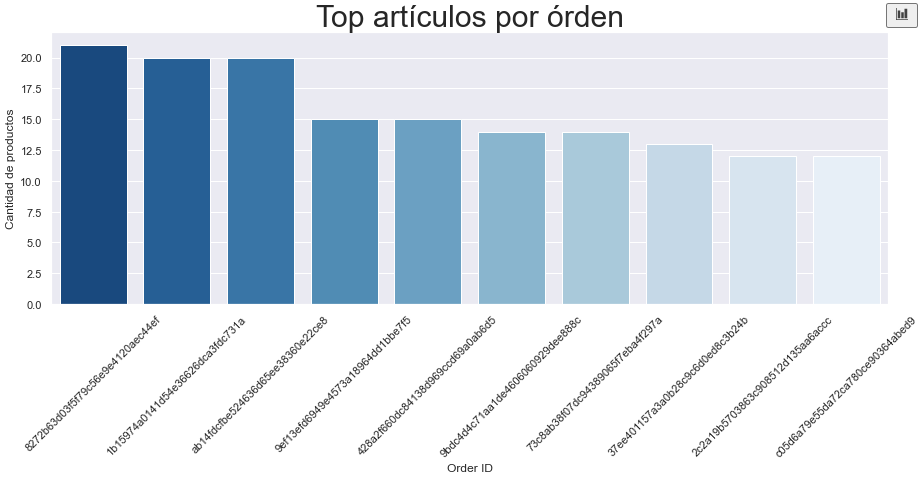 Top artículos por órden
Cantidad de productos
20.0
17.5
15.0
12.5
10.0
7.5
5.0
2.5
0.0
8272b63d03f5f79c56e9e4120aec44ef
1b15974a0141d54e36626dca3fdc731a
ab14fdcfbe524636d65ee38360e22ce8
9ef13efd6949e4573a18964dd1bbe7f5
428a2f660dc84138d969ccd69a0ab6d5
9bdc4d4c71aa1de4606060929dee888c
73c8ab38f07dc94389065f7eba4f297a
37ee401157a3a0b28c9c6d0ed8c3b24b
2c2a19b5703863c908512d135aa6accc
c05d6a79e55da72ca780ce90364abed9
Order ID